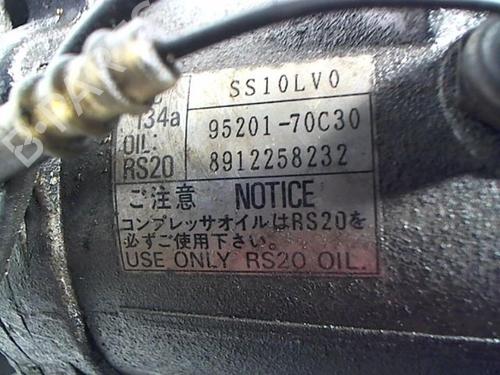 SS10LV0
134a
95201-70C30
OIL:
RS20
8912258232
ご注意 NOTICE
コンプレッサオイルはRS20を
必ずご使用下さい。
USE ONLY RS20 OIL.